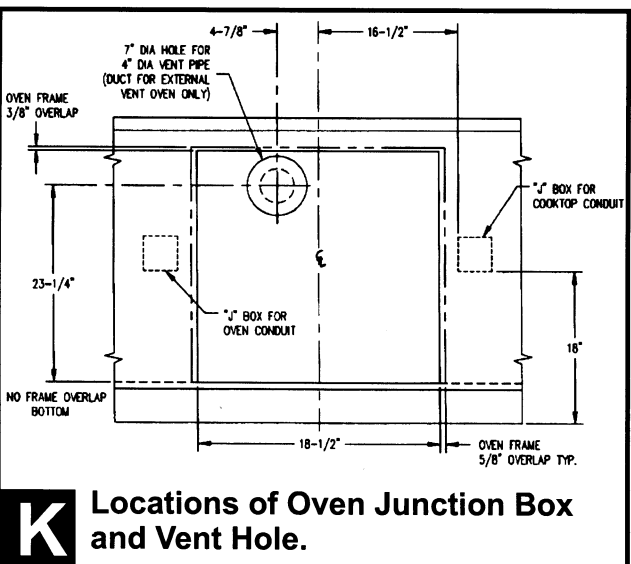 4-7/8"
16-1/2"
7" DIA HOLE FOR
4" DIA VENT PIPE
(DUCT FOR EXTERNAL
VENT OVEN ONLY)
OVEN FRAME
3/8" OVERLAP
"J" BOX FOR
COOKTOP CONDUIT
℄
23-1/4"
"J" BOX FOR
OVEN CONDUIT
18"
NO FRAME OVERLAP
BOTTOM
18-1/2"
OVEN FRAME
5/8" OVERLAP TYP.
K
Locations of Oven Junction Box
and Vent Hole.